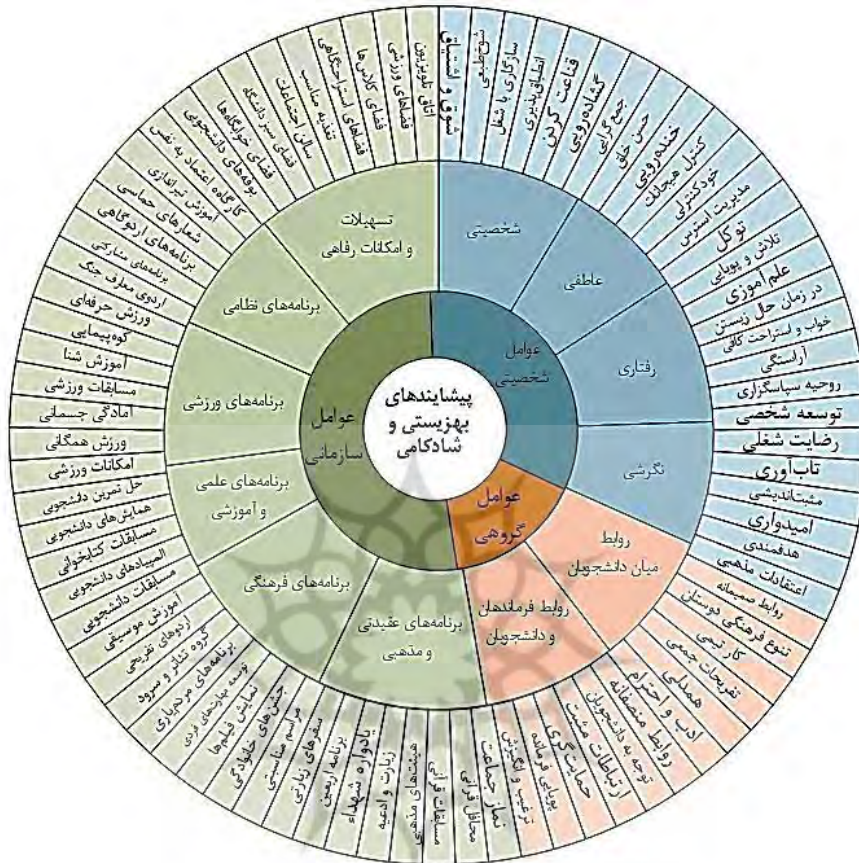 پیشایندهای
بهزیستی و
شادکامی
عوامل
شخصیتی
عوامل
گروهی
عوامل
سازمانی
شخصیتی
عاطفی
رفتاری
نگرشی
روابط
میان دانشجویان
روابط فرماندهان
و دانشجویان
برنامه‌های عقیدتی
و مذهبی
برنامه‌های فرهنگی
برنامه‌های علمی
و آموزشی
برنامه‌های ورزشی
برنامه‌های نظامی
تسهیلات
و امکانات رفاهی
شوق و اشتیاق
شوخ‌طبعی
سازگاری با شغل
انطباق‌پذیری
قناعت کردن
گشاده‌رویی
جمع گرایی
حسن خلق
خنده‌رویی
کنترل هیجانات
خودکنترلی
مدیریت استرس
توکل
تلاش و پویایی
علم‌آموزی
در زمان حال زیستن
خواب و استراحت کافی
آراستگی
روحیه سپاسگزاری
توسعه شخصی
رضایت شغلی
تاب‌آوری
مثبت‌اندیشی
امیدواری
هدفمندی
اعتقادات مذهبی
روابط صمیمانه
تنوع فرهنگی دوستان
کار تیمی
تفریحات جمعی
همدلی
ادب و احترام
روابط منصفانه
توجه به دانشجویان
ارتباطات مثبت
حمایت‌گری
پویایی فرمانده
ترغیب و انگیزش
نماز جماعت
محافل قرآنی
مسابقات قرآنی
هیئت‌های مذهبی
زیارت و ادعیه
یادواره شهداء
برنامه اربعین
سفرهای زیارتی
مراسم مناسبتی
جشن‌های خانوادگی
نمایش فیلم‌ها
توسعه مهارت‌های فردی
برنامه‌های مردم‌یاری
گروه تئاتر و سرود
اردوهای تفریحی
آموزش موسیقی
مسابقات دانشجویی
المپیادهای دانشجویی
مسابقات کتابخوانی
همایش‌های دانشجویی
حل تمرین دانشجویی
امکانات ورزشی
ورزش همگانی
آمادگی جسمانی
مسابقات ورزشی
آموزش شنا
کوه‌پیمایی
ورزش حرفه‌ای
اردوی معارف جنگ
برنامه‌های مشارکتی
برنامه‌های اردوگاهی
شعارهای حماسی
آموزش تیراندازی
کارگاه اعتماد به نفس
بوفه‌های دانشجویی
فضای خوابگاه‌ها
فضای سبز دانشگاه
سالن اجتماعات
تغذیه مناسب
فضاهای استراحتگاهی
فضای کلاس‌ها
فضاهای ورزشی
اتاق تلویزیون